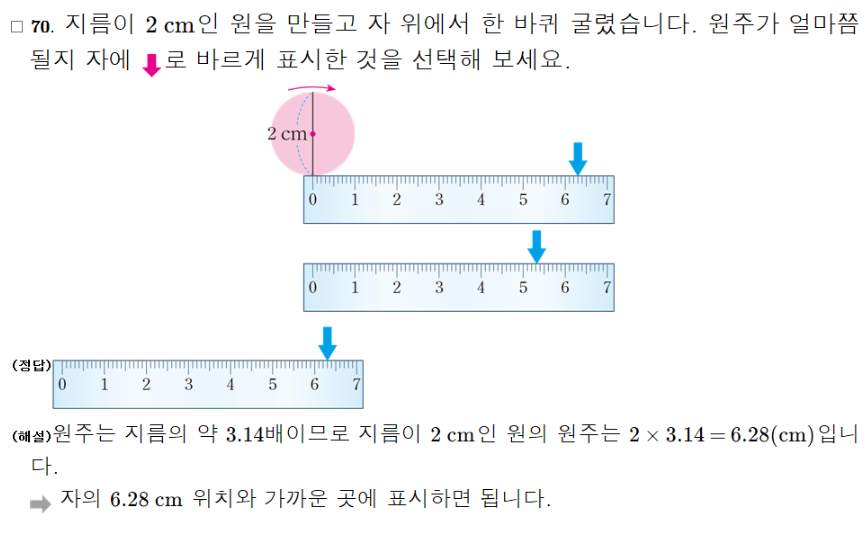 □ 70. 지름이 2 cm인 원을 만들고 자 위에서 한 바퀴 굴렸습니다. 원주가 얼마쯤
될지 자에 ⬇로 바르게 표시한 것을 선택해 보세요.
2 cm
0 1 2 3 4 5 6 7
0 1 2 3 4 5 6 7
(정답)
0 1 2 3 4 5 6 7
(해설)원주는 지름의 약 3.14배이므로 지름이 2 cm인 원의 원주는 2 × 3.14 = 6.28(cm)입니
다.
➡ 자의 6.28 cm 위치와 가까운 곳에 표시하면 됩니다.